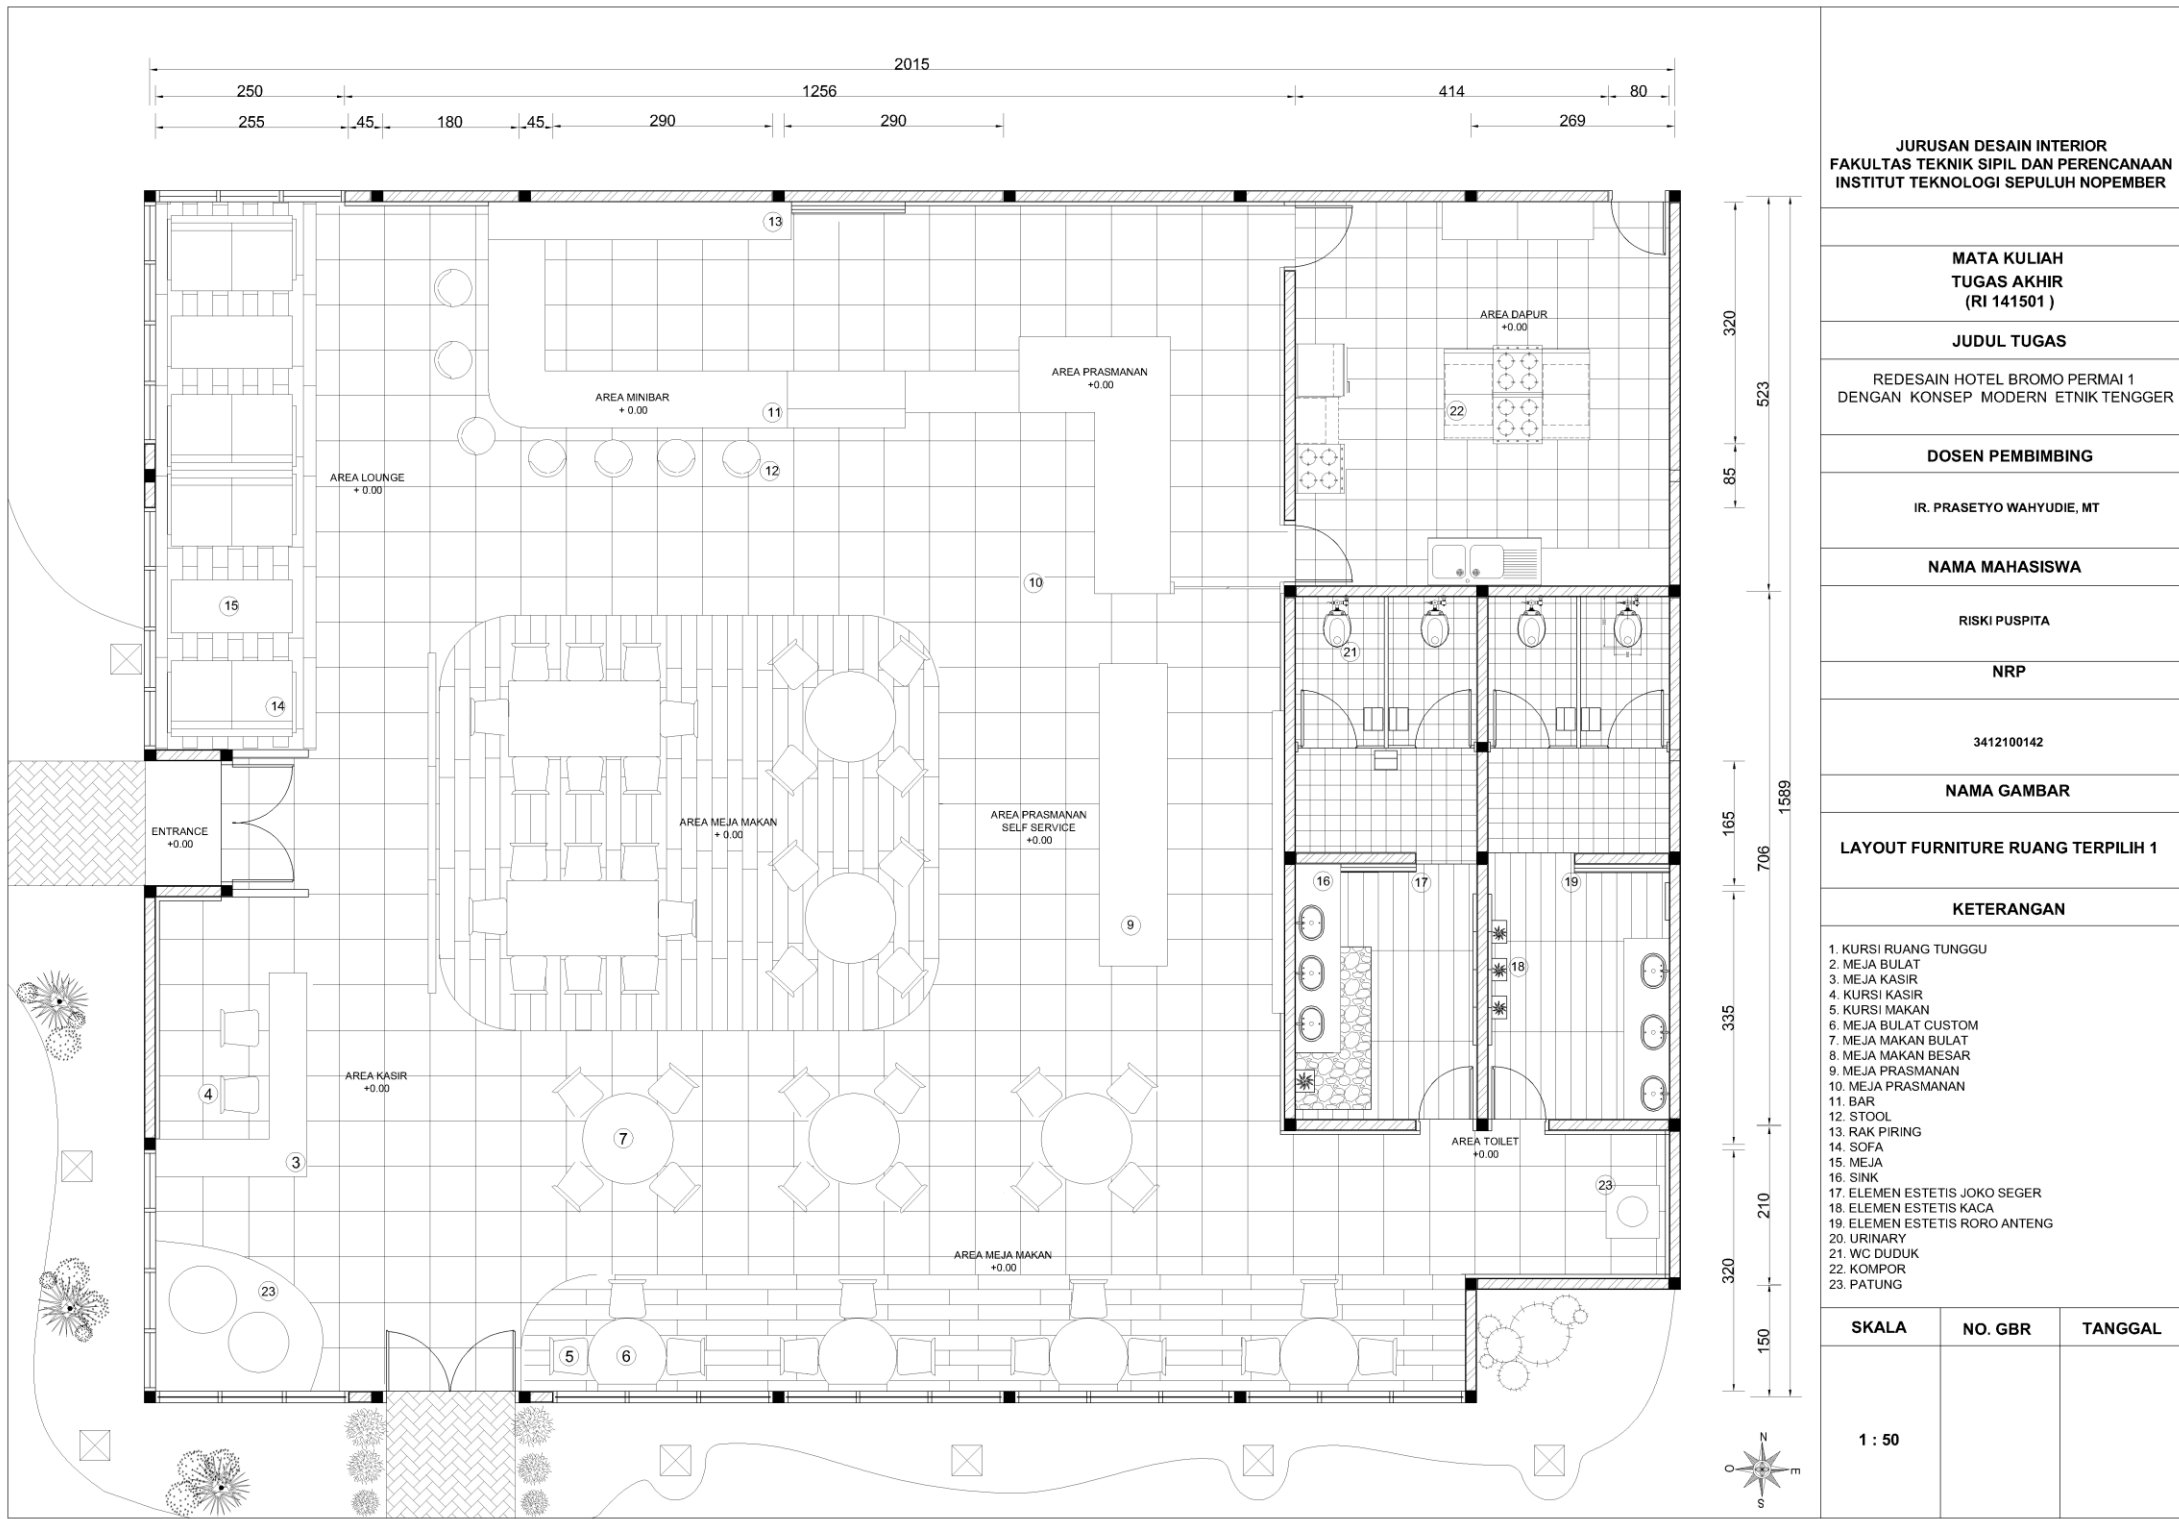 2015
250
1256
414
80
255
45
180
45
290
290
269
13
AREA DAPUR
+0.00
320
AREA PRASMANAN
+0.00
AREA MINIBAR
+ 0.00
11
22
523
12
AREA LOUNGE
+ 0.00
85
10
15
21
14
ENTRANCE
+0.00
AREA MEJA MAKAN
+ 0.00
AREA PRASMANAN
SELF SERVICE
+0.00
165
1589
706
16
17
19
9
18
335
4
AREA KASIR
+0.00
7
3
AREA TOILET
+0.00
23
210
AREA MEJA MAKAN
+0.00
320
23
5
6
150
N
O
m
S
JURUSAN DESAIN INTERIOR
FAKULTAS TEKNIK SIPIL DAN PERENCANAAN
INSTITUT TEKNOLOGI SEPULUH NOPEMBER
MATA KULIAH
TUGAS AKHIR
(RI 141501 )
JUDUL TUGAS
REDESAIN HOTEL BROMO PERMAI 1
DENGAN KONSEP MODERN ETNIK TENGGER
DOSEN PEMBIMBING
IR. PRASETYO WAHYUDIE, MT
NAMA MAHASISWA
RISKI PUSPITA
NRP
3412100142
NAMA GAMBAR
LAYOUT FURNITURE RUANG TERPILIH 1
KETERANGAN
1. KURSI RUANG TUNGGU
2. MEJA BULAT
3. MEJA KASIR
4. KURSI KASIR
5. KURSI MAKAN
6. MEJA BULAT CUSTOM
7. MEJA MAKAN BULAT
8. MEJA MAKAN BESAR
9. MEJA PRASMANAN
10. MEJA PRASMANAN
11. BAR
12. STOOL
13. RAK PIRING
14. SOFA
15. MEJA
16. SINK
17. ELEMEN ESTETIS JOKO SEGER
18. ELEMEN ESTETIS KACA
19. ELEMEN ESTETIS RORO ANTENG
20. URINARY
21. WC DUDUK
22. KOMPOR
23. PATUNG
SKALA
NO. GBR
TANGGAL
1 : 50